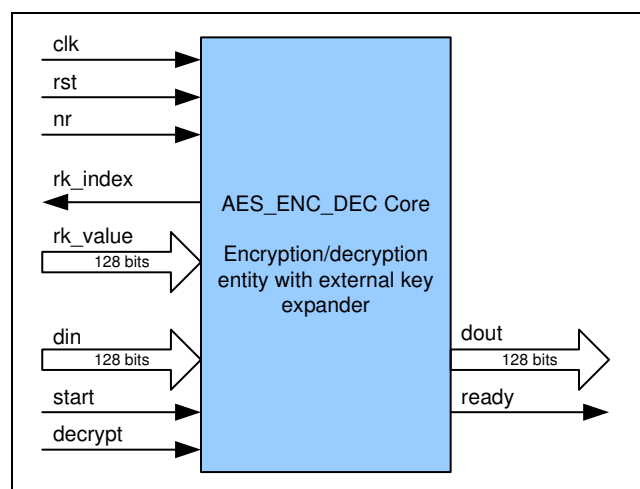 clk
rst
nr
rk_index
rk_value
128 bits
din
128 bits
start
decrypt
AES_ENC_DEC Core
Encryption/decryption
entity with external key
expander
dout
128 bits
ready